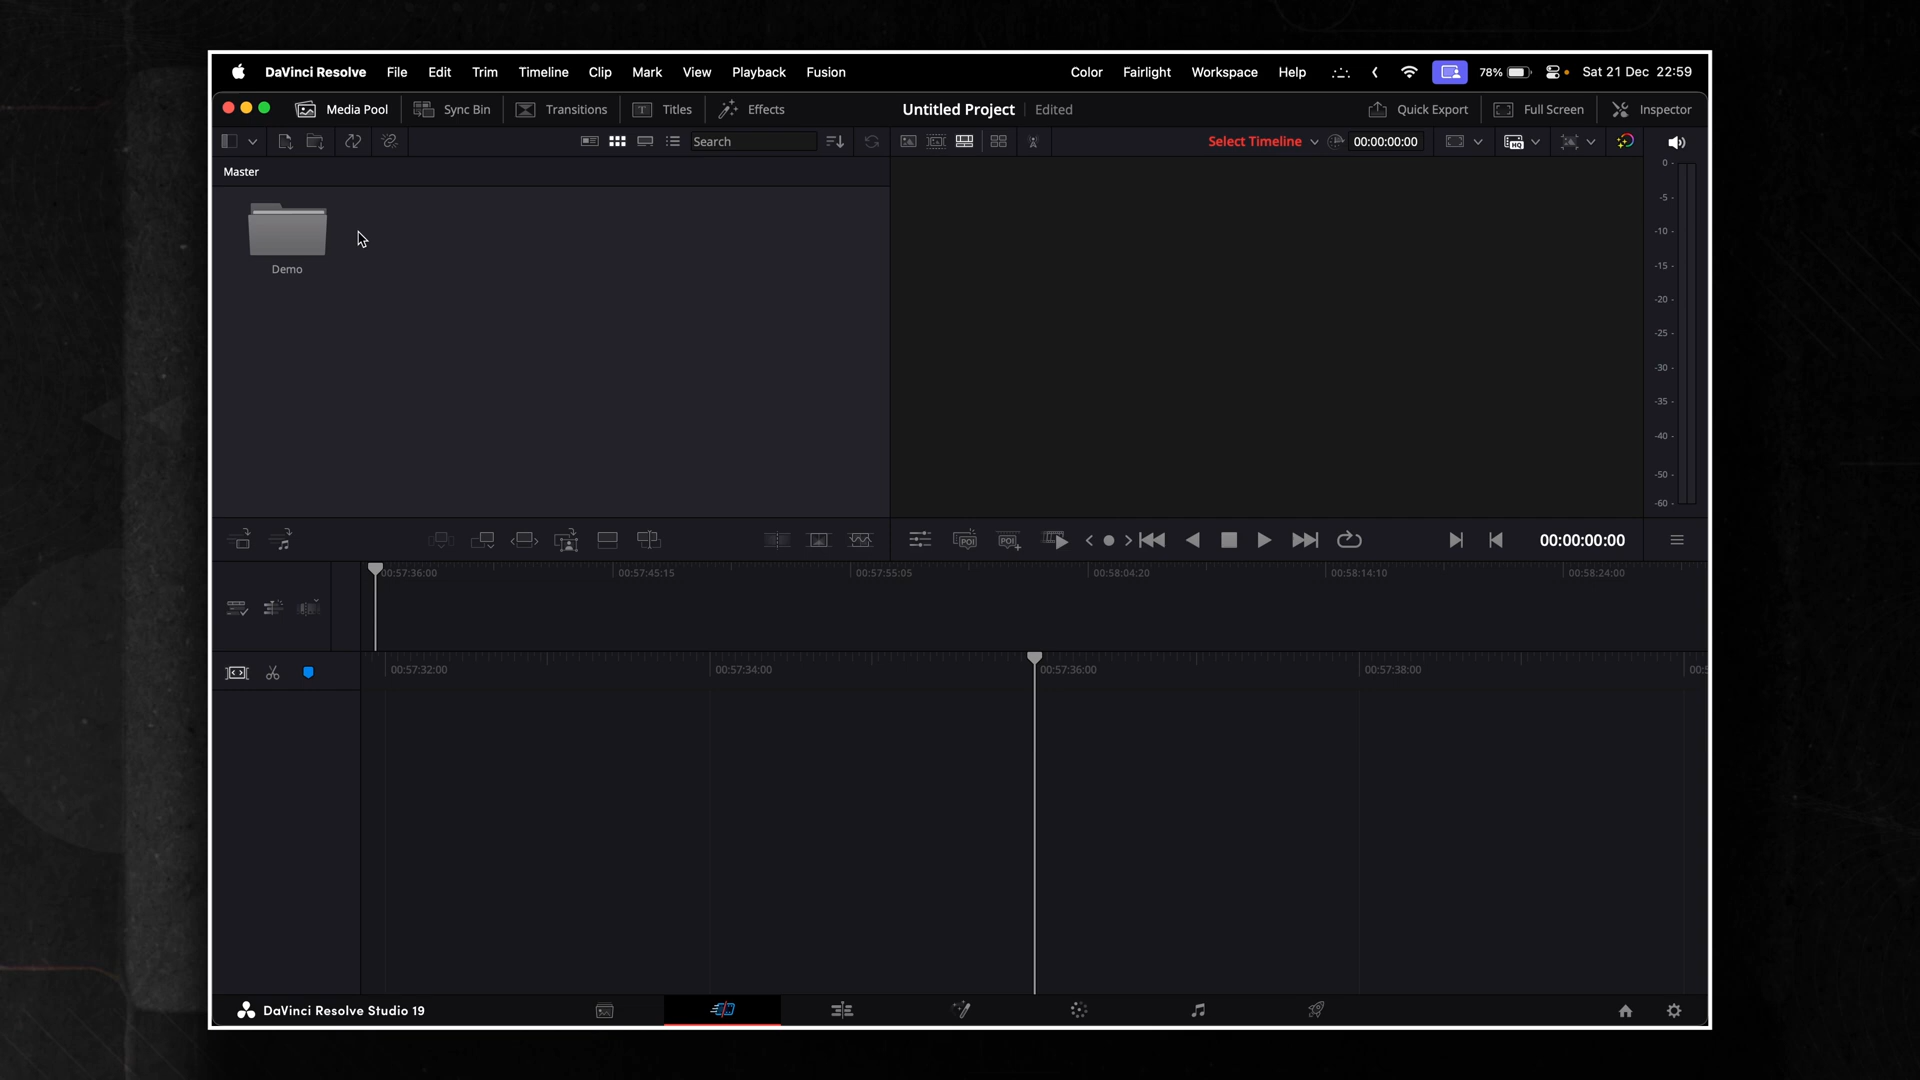 DaVinci Resolve File Edit Trim Timeline Clip Mark View Playback Fusion Color Fairlight Workspace Help 78% Sat 21 Dec 22:59
Media Pool Sync Bin Transitions Titles Effects Untitled Project Edited Quick Export Full Screen Inspector
Search Select Timeline 00:00:00:00
Master
Demo
0
-5
-10
-15
-20
-25
-30
-35
-40
-50
-60
00:00:00:00
00:57:36:00 00:57:45:15 00:57:55:05 00:58:04:20 00:58:14:10 00:58:24:00
00:57:32:00 00:57:34:00 00:57:36:00 00:57:38:00 00:5
DaVinci Resolve Studio 19